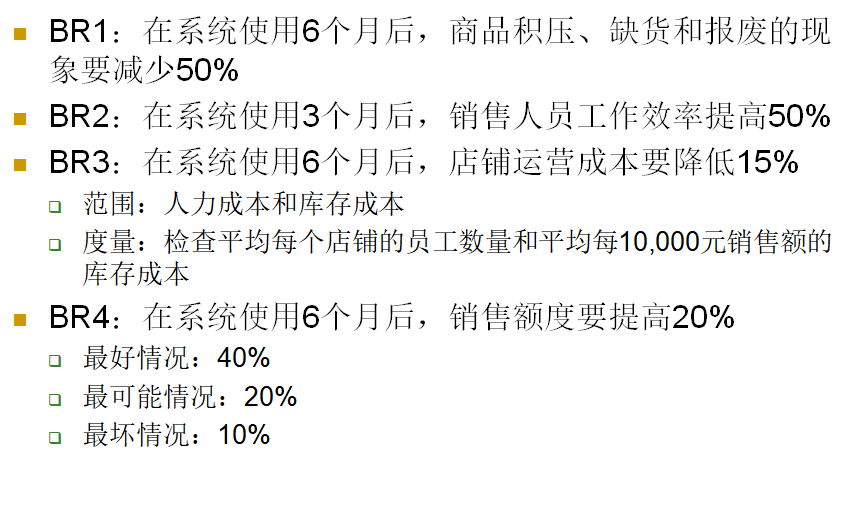 BR1：在系统使用6个月后，商品积压、缺货和报废的现
象要减少50%
BR2：在系统使用3个月后，销售人员工作效率提高50%
BR3：在系统使用6个月后，店铺运营成本要降低15%
范围：人力成本和库存成本
度量：检查平均每个店铺的员工数量和平均每10,000元销售额的
库存成本
BR4：在系统使用6个月后，销售额度要提高20%
最好情况：40%
最可能情况：20%
最坏情况：10%